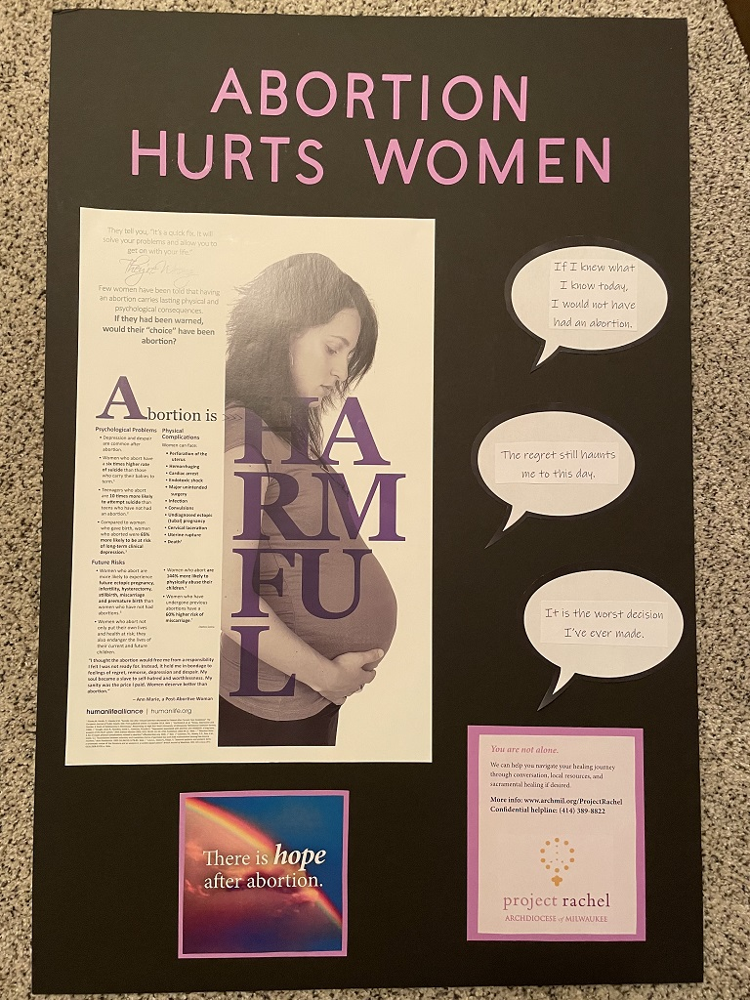 ABORTION
HURTS WOMEN
They tell you, "It's a quick fix. It will
solve your problems and allow you to
get on with your life."
They're Wrong
Few women have been told that having
an abortion carries lasting physical and
psychological consequences.
If they had been warned,
would their "choice" have been
abortion?
Abortion is
HA
RM
FU
L
Psychological Problems
• Depression and despair
are common after
abortion.
• Women who abort have
a six times higher rate
of suicide than those
who carry their babies to
term.
• Teenagers who abort
are 10 times more likely
to attempt suicide than
teens who have not had
an abortion.
• Compared to women
who gave birth, women
who aborted were 65%
more likely to be at risk
of long-term clinical
depression.
Physical
Complications
Women can face:
• Perforation of the
uterus
• Hemorrhaging
• Cardiac arrest
• Endotoxic shock
• Major unintended
surgery
• Infection
• Convulsions
• Undiagnosed ectopic
(tubal) pregnancy
• Cervical laceration
• Uterine rupture
• Death
Future Risks
• Women who abort are
more likely to experience
future ectopic pregnancy,
infertility, hysterectomy,
stillbirth, miscarriage
and premature birth than
women who have not had
abortions.
• Women who abort not
only put their own lives
and health at risk; they
also endanger the lives of
their current and future
children.
• Women who abort are
144% more likely to
physically abuse their
children.
• Women who have
undergone previous
abortions have a
60% higher risk of
miscarriage.
"I thought the abortion would free me from a responsibility
I felt I was not ready for. Instead, it held me in bondage to
feelings of regret, remorse, depression and despair. My
soul became a slave to self-hatred and worthlessness. My
sanity was the price I paid. Women deserve better than
abortion."
– Ann Marie, a Post-Abortive Woman
humanlifealliance | humanlife.org
If I knew what
I know today,
I would not have
had an abortion.
The regret still haunts
me to this day.
It is the worst decision
I've ever made.
There is hope
after abortion.
You are not alone.
We can help you navigate your healing journey
through conversation, local resources, and
sacramental healing if desired.
More info: www.archmil.org/ProjectRachel
Confidential helpline: (414) 389-8822
project rachel
ARCHDIOCESE of MILWAUKEE